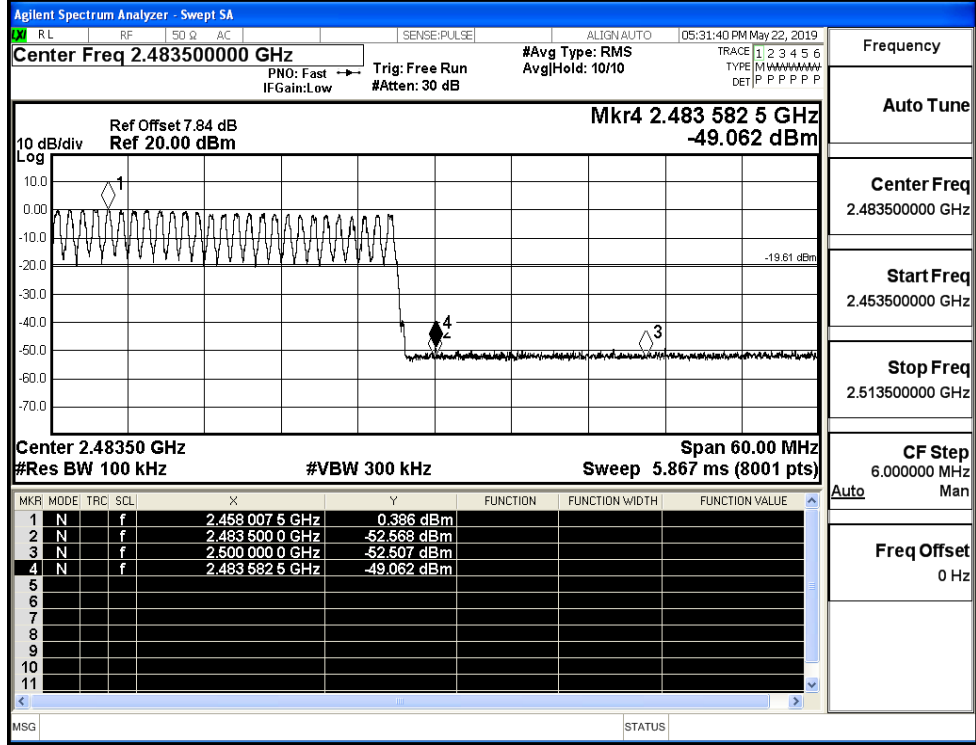 Agilent Spectrum Analyzer - Swept SA
LXI RL RF 50 Ω AC SENSE:PULSE ALIGN AUTO 05:31:40 PM May 22, 2019
Center Freq 2.483500000 GHz
PNO: Fast
IFGain:Low
Trig: Free Run
#Atten: 30 dB
#Avg Type: RMS
Avg|Hold: 10/10
TRACE 1 2 3 4 5 6
TYPE M WWWWW
DET P P P P P P
Mkr4 2.483 582 5 GHz
-49.062 dBm
Ref Offset 7.84 dB
10 dB/div Ref 20.00 dBm
Log
10.0
0.00
-10.0
-20.0
-30.0
-40.0
-50.0
-60.0
-70.0
1
-19.61 dBm
4
2
3
Center 2.48350 GHz Span 60.00 MHz
#Res BW 100 kHz #VBW 300 kHz Sweep 5.867 ms (8001 pts)
MKR MODE TRC SCL X Y FUNCTION FUNCTION WIDTH FUNCTION VALUE
1 N f 2.458 007 5 GHz 0.386 dBm
2 N f 2.483 500 0 GHz -52.568 dBm
3 N f 2.500 000 0 GHz -52.507 dBm
4 N f 2.483 582 5 GHz -49.062 dBm
5
6
7
8
9
10
11
MSG STATUS
Frequency
Auto Tune
Center Freq
2.483500000 GHz
Start Freq
2.453500000 GHz
Stop Freq
2.513500000 GHz
CF Step
6.000000 MHz
Auto Man
Freq Offset
0 Hz